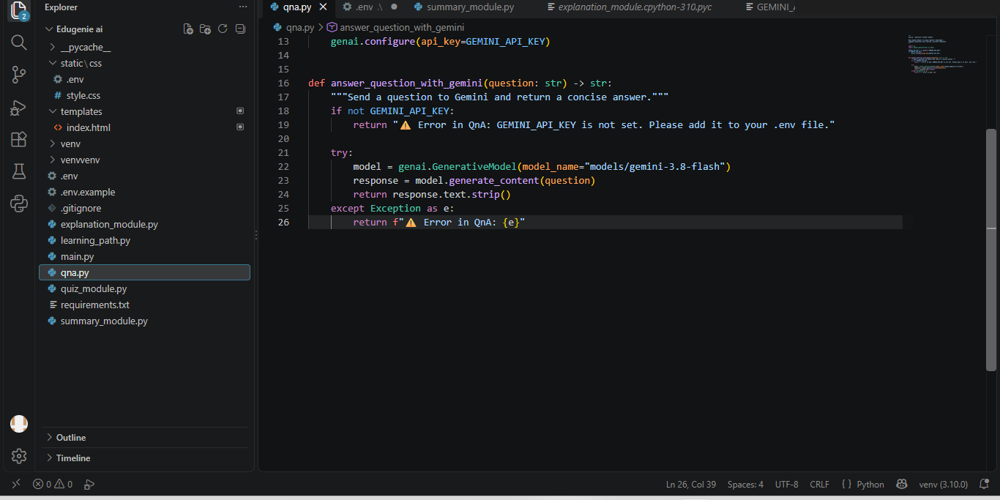 2
Explorer
Edugenie ai
__pycache__
static\css
.env
# style.css
templates
<> index.html
venv
venvvenv
.env
.env.example
.gitignore
explanation_module.py
learning_path.py
main.py
qna.py
quiz_module.py
requirements.txt
summary_module.py
Outline
Timeline
qna.py
.env .\
summary_module.py
explanation_module.cpython-310.pyc
GEMINI_
qna.py > answer_question_with_gemini
13 genai.configure(api_key=GEMINI_API_KEY)
14
15
16 def answer_question_with_gemini(question: str) -> str:
17 """Send a question to Gemini and return a concise answer."""
18 if not GEMINI_API_KEY:
19 return "⚠️ Error in QnA: GEMINI_API_KEY is not set. Please add it to your .env file."
20
21 try:
22 model = genai.GenerativeModel(model_name="models/gemini-3.8-flash")
23 response = model.generate_content(question)
24 return response.text.strip()
25 except Exception as e:
26 return f"⚠️ Error in QnA: {e}"
0 0
Ln 26, Col 39 Spaces: 4 UTF-8 CRLF { } Python venv (3.10.0)